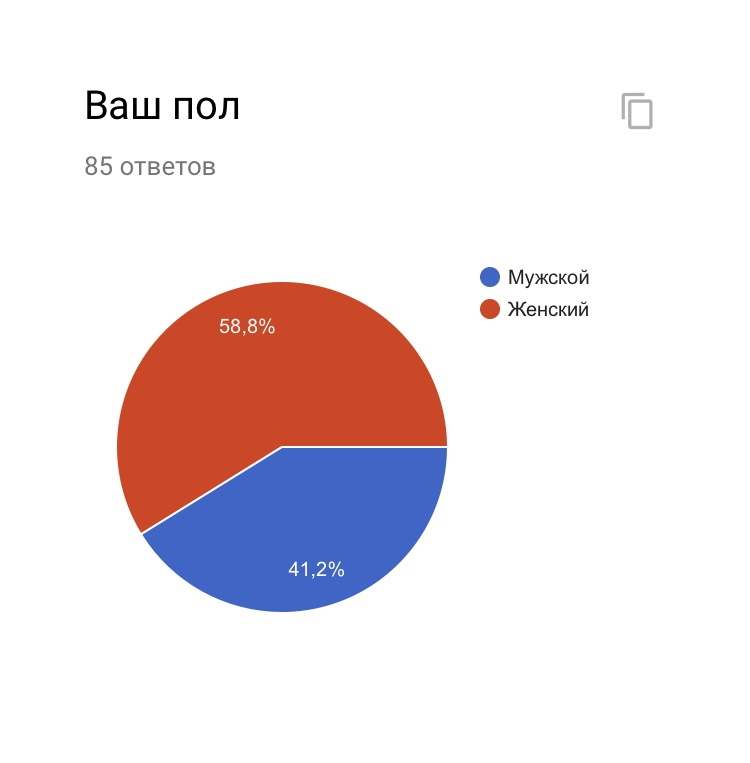 Ваш пол
85 ответов
Мужской
Женский
58,8%
41,2%